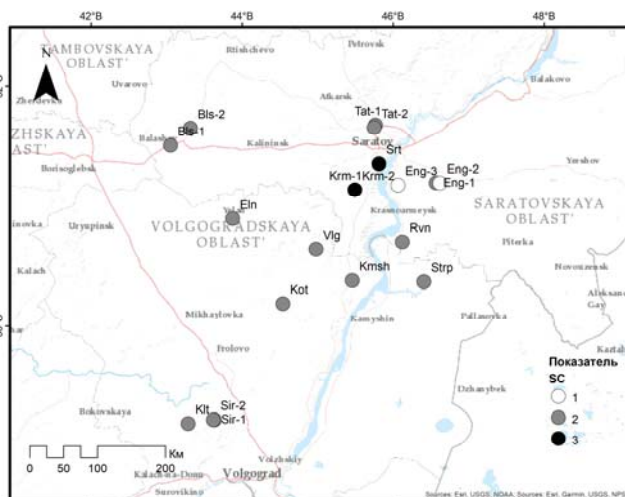 42°В 44°В 46°В 48°В
Petrovsk
TAMBOVSKAYA
OBLAST'
Rtishchevo
N
Uvarovo
Balakovo
Zherdevka
Atkarsk
Bls-2
Tat-1 Tat-2
Bls-1
Saratov
Balashov
Kalininsk
OBLAST'
Srt
Borisoglebsk
Eng-3 Eng-2
Yershov
Krm-1 Krm-2
Eng-1
Eln
Krasnoarmeysk
SARATOVSKAYA
OBLAST'
Uryupinsk
VOLGOGRADSKAYA
OBLAST'
Rvn
Piterka
Vlg
Kalach
Novouzensk
Kmsh
Strp
Kot
Gay
Mikhaylovka
Kamyshin
Pallasovka
Frolovo
Показатель
SC
1
2
3
Dzhanybek
Bokovskaya
Klt
Sir-2
Sir-1
Км
0 25 50 100 200
Volzhskiy
Kalach-na-Donu
Volgograd
Surovikino
Sources: Esri, USGS, NOAA, Sources: Esri, Garmin, USGS, NPS